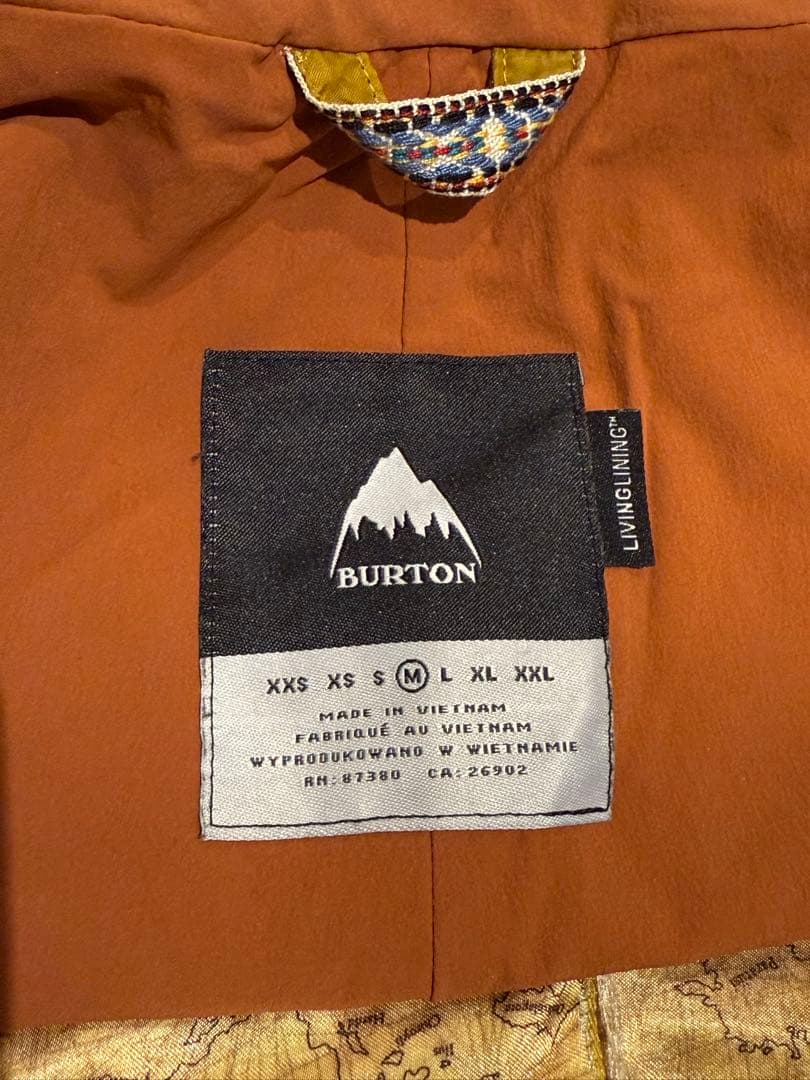 BURTON
LIVINGLINING™
XXS XS S M L XL XXL
MADE IN VIETNAM
FABRIQUÉ AU VIETNAM
WYPRODUKOWANO W WIETNAMIE
RN:87380 CA:26902